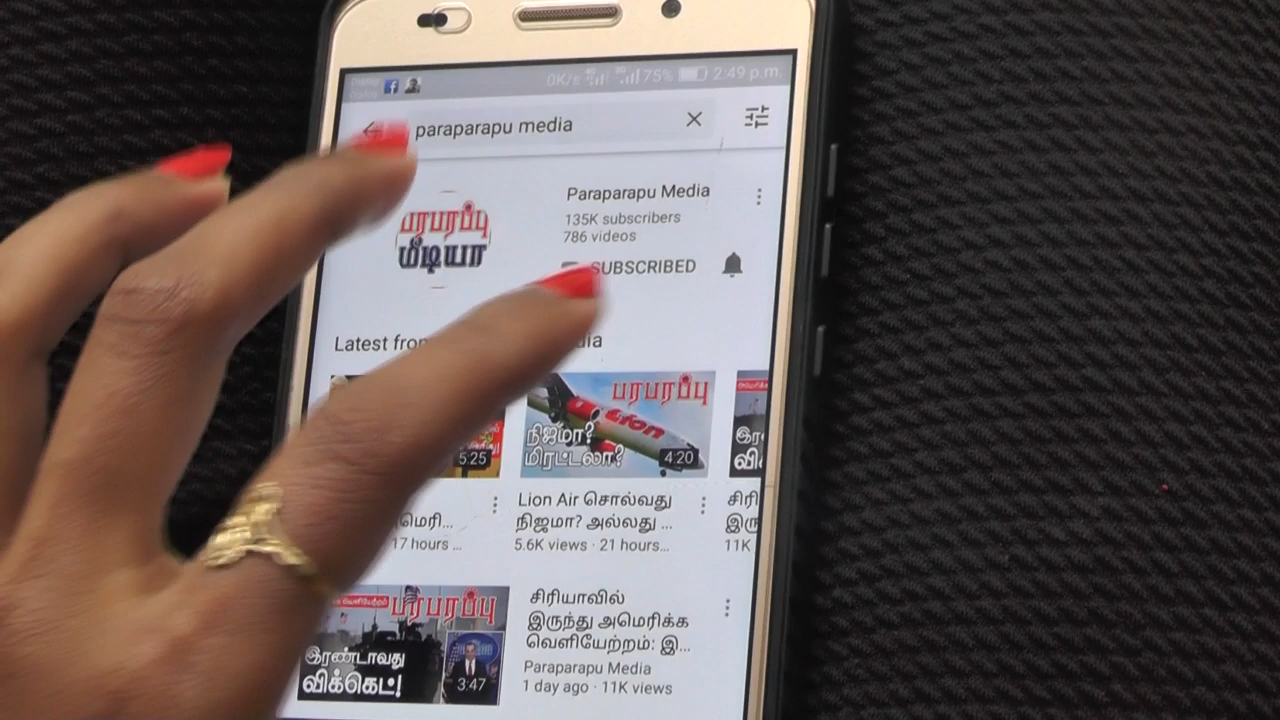 0K/s 75% 2:49 p.m.
paraparapu media
பரபரப்பு
மீடியா
Paraparapu Media
135K subscribers
786 videos
SUBSCRIBED
Latest from
5:25
பரபரப்பு
Lion
நிஜமா?
மிரட்டலா?
4:20
17 hours ...
Lion Air சொல்வது
நிஜமா? அல்லது ...
5.6K views · 21 hours...
11K
பரபரப்பு
இரண்டாவது
விக்கெட்!
3:47
சிரியாவில்
இருந்து அமெரிக்க
வெளியேற்றம்: இ...
Paraparapu Media
1 day ago · 11K views